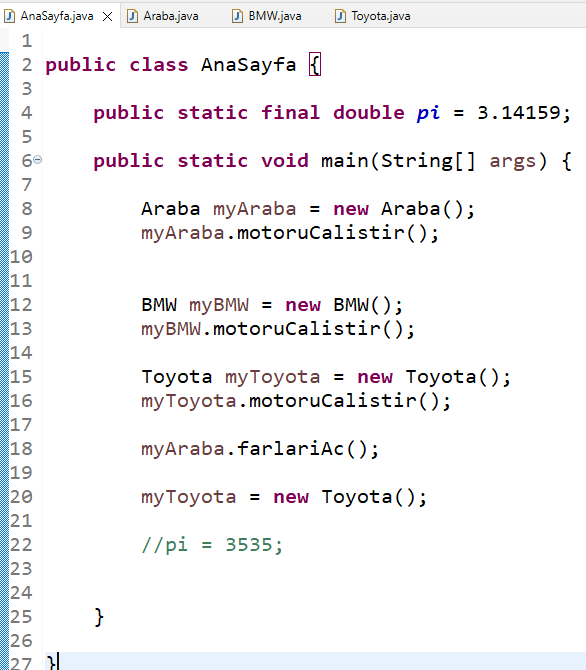 AnaSayfa.java Araba.java BMW.java Toyota.java
1
2 public class AnaSayfa {
3
4 public static final double pi = 3.14159;
5
6 public static void main(String[] args) {
7
8 Araba myAraba = new Araba();
9 myAraba.motoruCalistir();
10
11
12 BMW myBMW = new BMW();
13 myBMW.motoruCalistir();
14
15 Toyota myToyota = new Toyota();
16 myToyota.motoruCalistir();
17
18 myAraba.farlariAc();
19
20 myToyota = new Toyota();
21
22 //pi = 3535;
23
24
25 }
26
27 }